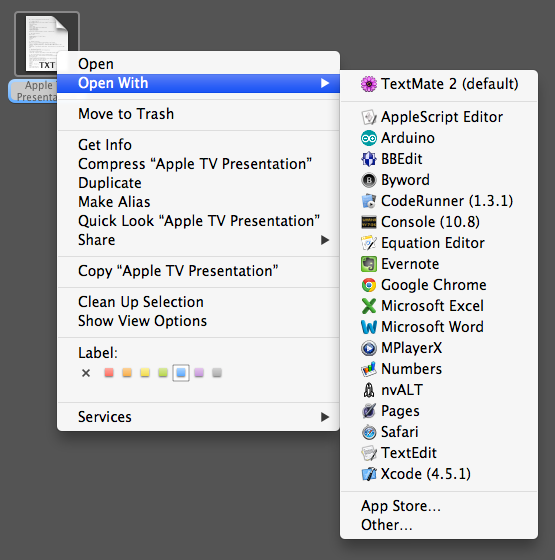 TXT
Apple
Presenta
Open
Open With
Move to Trash
Get Info
Compress “Apple TV Presentation”
Duplicate
Make Alias
Quick Look “Apple TV Presentation”
Share
Copy “Apple TV Presentation”
Clean Up Selection
Show View Options
Label:
Services
TextMate 2 (default)
AppleScript Editor
Arduino
BBEdit
Byword
CodeRunner (1.3.1)
Console (10.8)
Equation Editor
Evernote
Google Chrome
Microsoft Excel
Microsoft Word
MPlayerX
Numbers
nvALT
Pages
Safari
TextEdit
Xcode (4.5.1)
App Store...
Other...